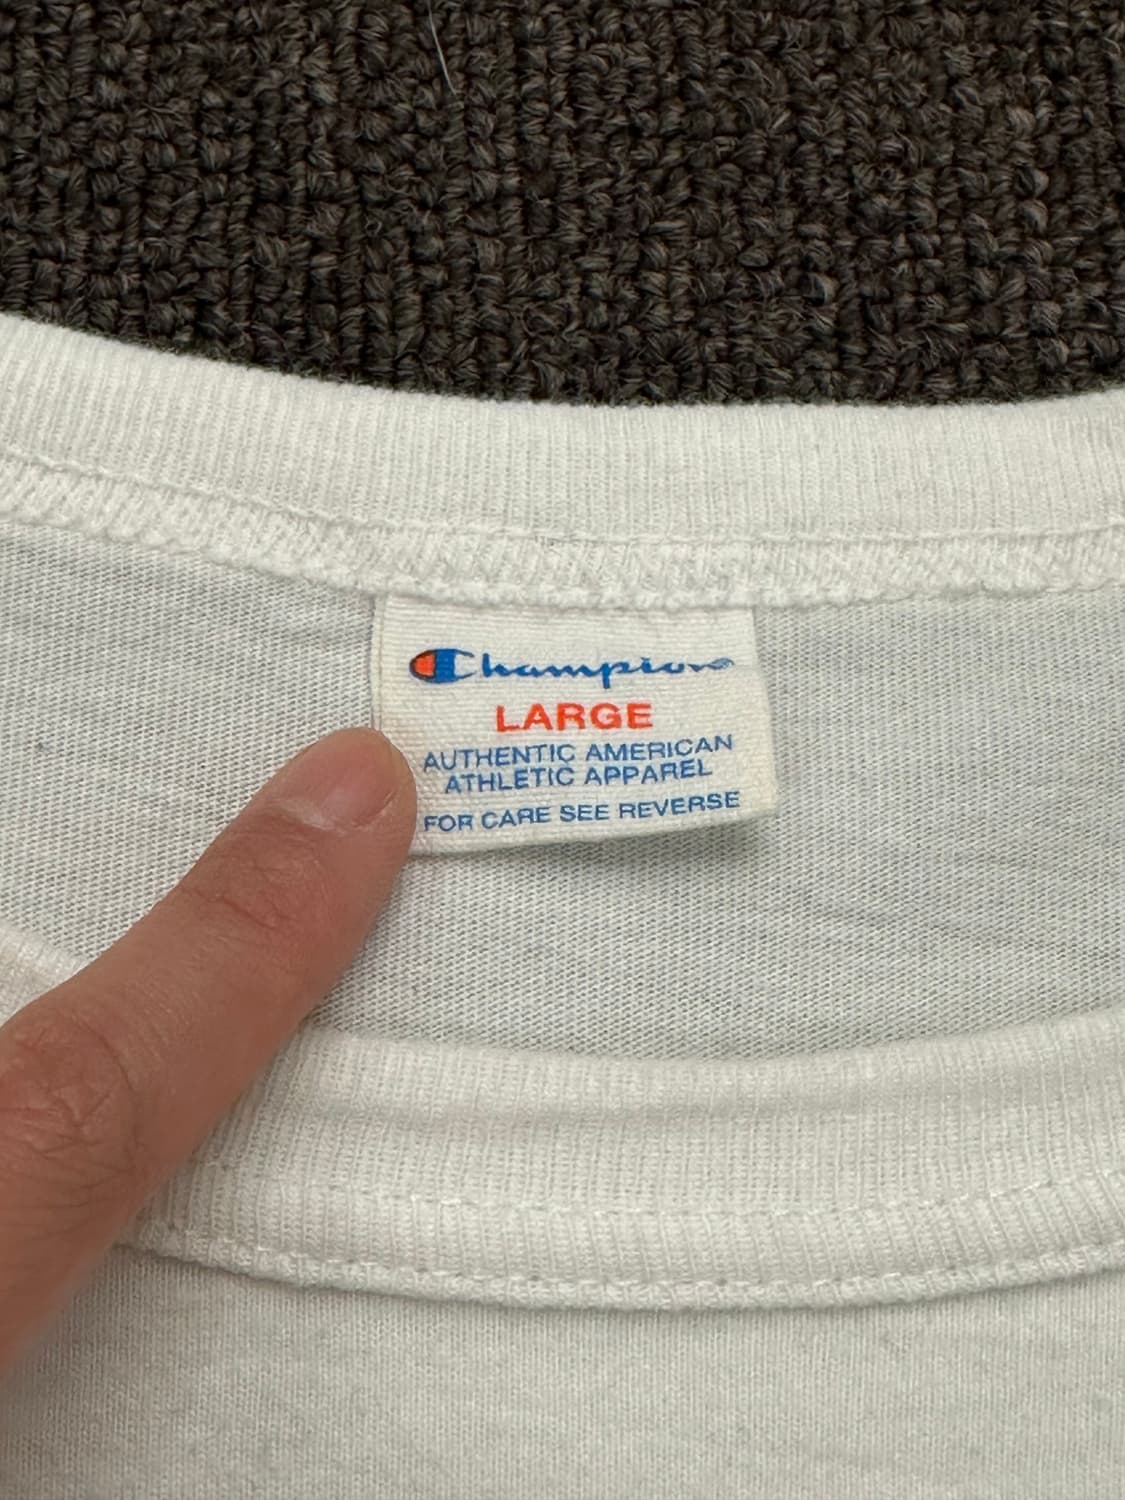 Champion
LARGE
AUTHENTIC AMERICAN
ATHLETIC APPAREL
FOR CARE SEE REVERSE